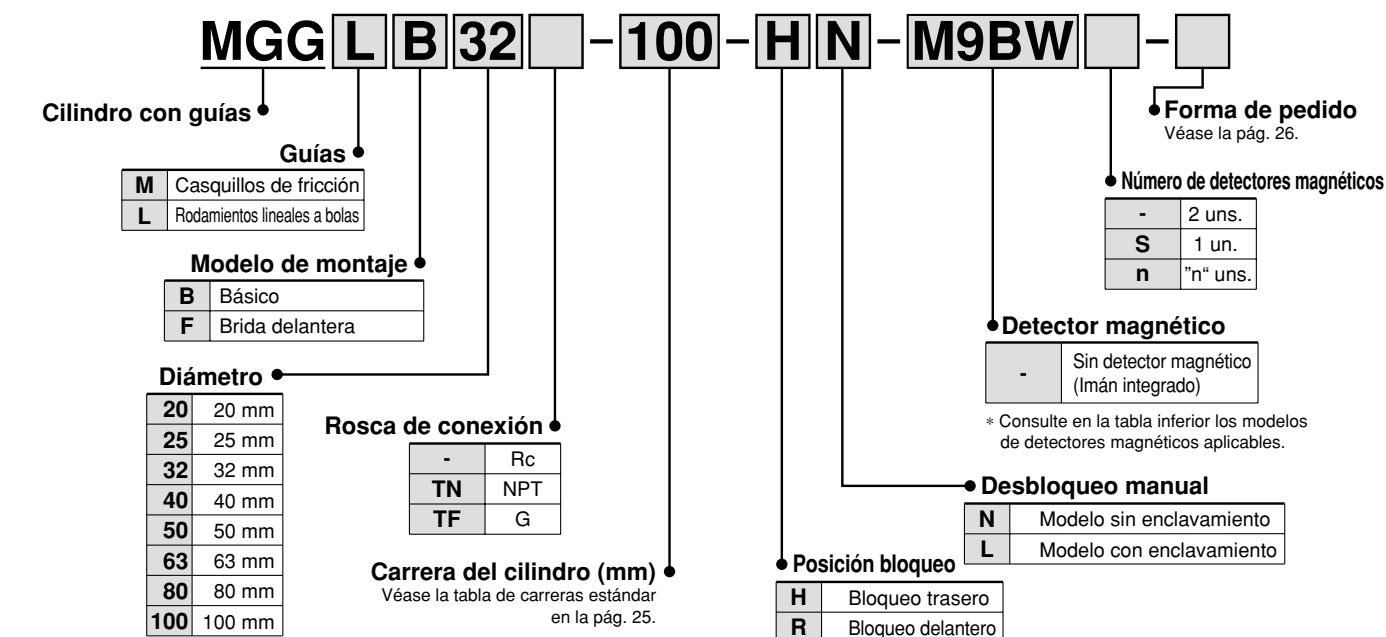 MGG L B 32 - 100 - H N - M9BW -
Cilindro con guías
Guías
M Casquillos de fricción
L Rodamientos lineales a bolas
Modelo de montaje
B Básico
F Brida delantera
Diámetro
20 20 mm
25 25 mm
32 32 mm
40 40 mm
50 50 mm
63 63 mm
80 80 mm
100 100 mm
Rosca de conexión
- Rc
TN NPT
TF G
Carrera del cilindro (mm)
Véase la tabla de carreras estándar
en la pág. 25.
Posición bloqueo
H Bloqueo trasero
R Bloqueo delantero
Desbloqueo manual
N Modelo sin enclavamiento
L Modelo con enclavamiento
Detector magnético
- Sin detector magnético
(Imán integrado)
* Consulte en la tabla inferior los modelos
de detectores magnéticos aplicables.
Número de detectores magnéticos
- 2 uns.
S 1 un.
n ”n“ uns.
Forma de pedido
Véase la pág. 26.